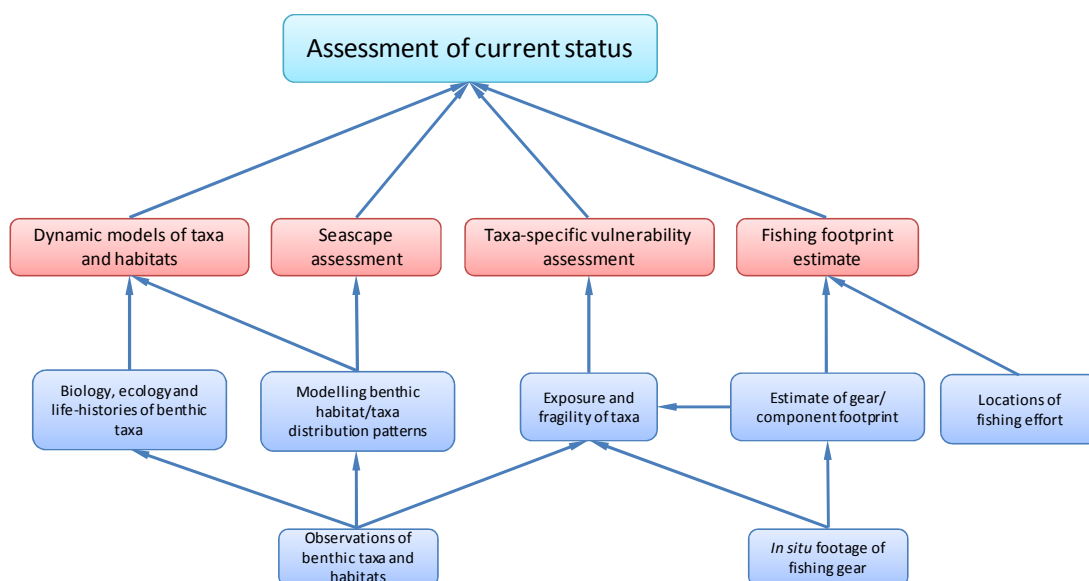 Assessment of current status
Dynamic models of taxa
and habitats
Seascape
assessment
Taxa-specific vulnerability
assessment
Fishing footprint
estimate
Biology, ecology and
life-histories of benthic
taxa
Modelling benthic
habitat/taxa
distribution patterns
Exposure and
fragility of taxa
Estimate of gear/
component footprint
Locations of
fishing effort
Observations of
benthic taxa and
habitats
In situ footage of
fishing gear